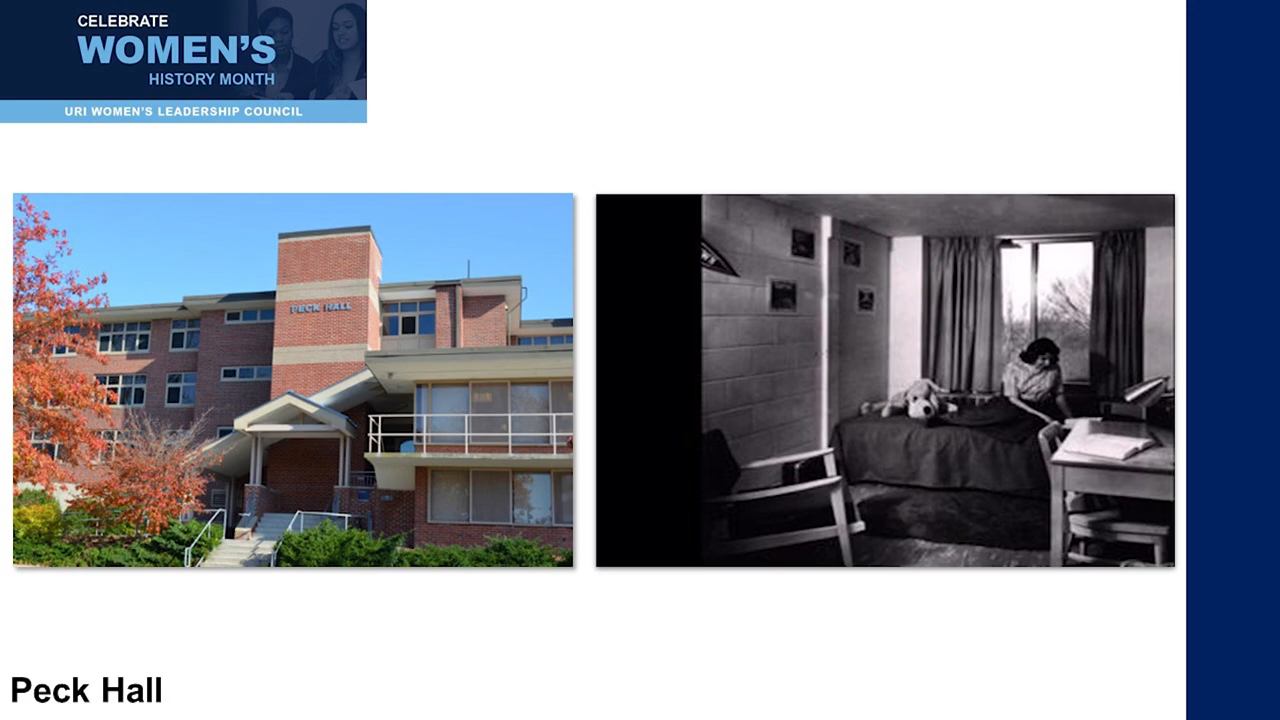 CELEBRATE
WOMEN'S
HISTORY MONTH
URI WOMEN'S LEADERSHIP COUNCIL
PECK HALL
Peck Hall